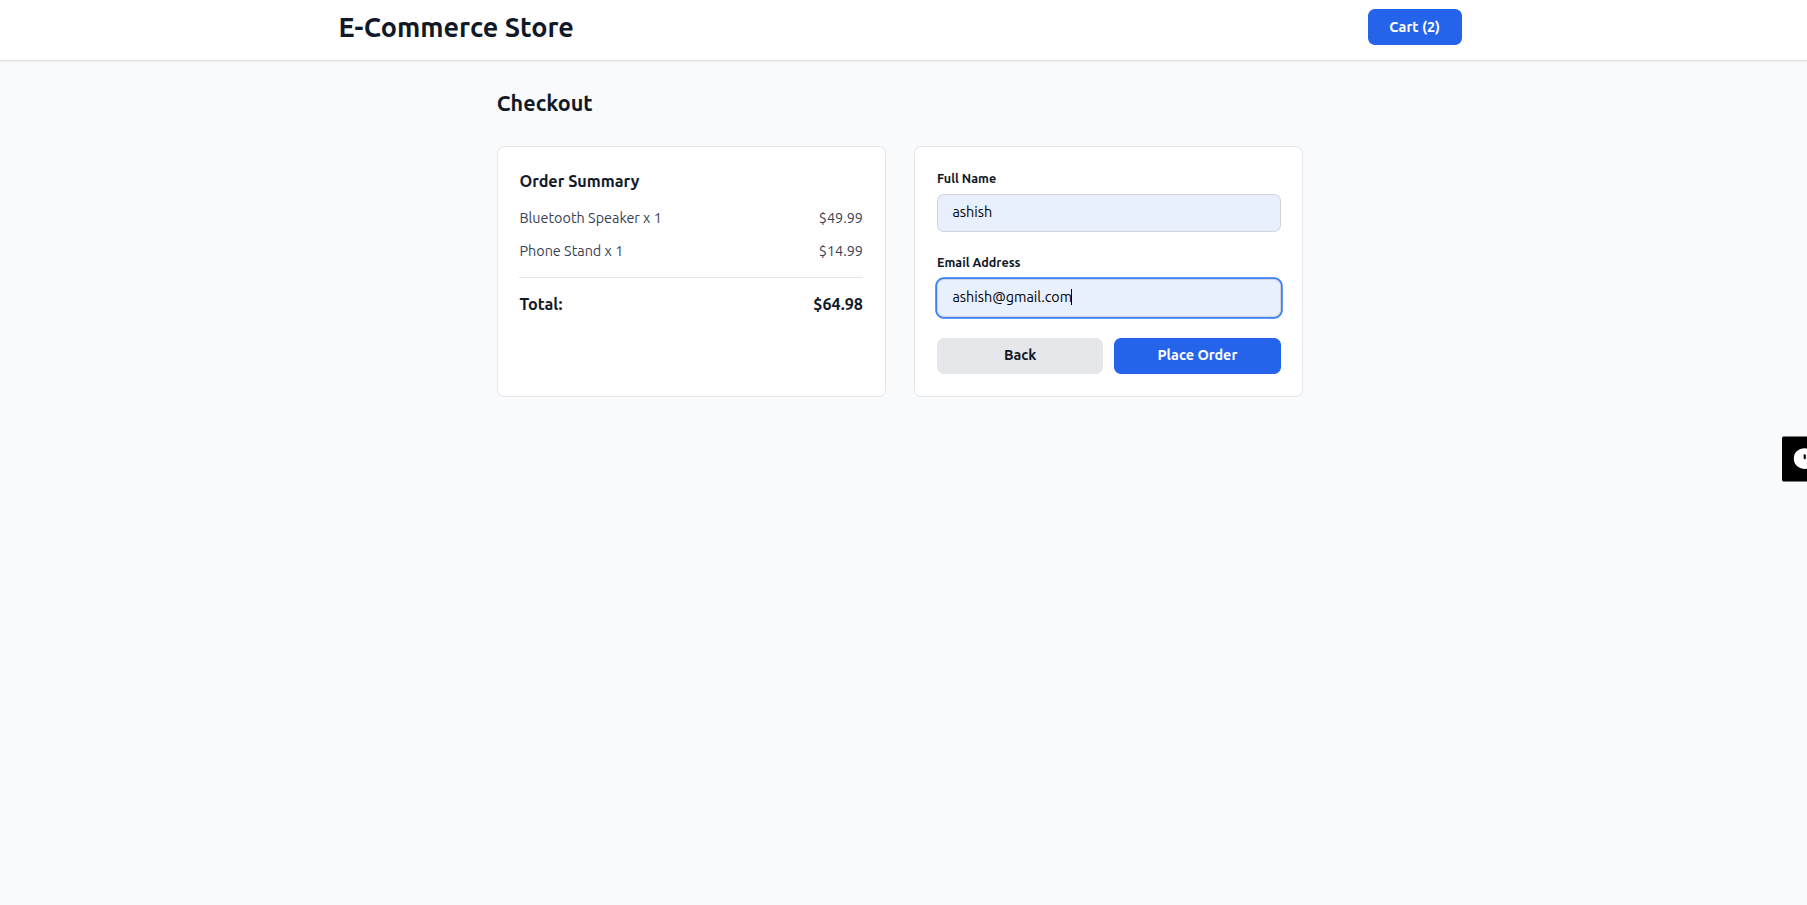 E-Commerce Store
Cart (2)
Checkout
Order Summary
Bluetooth Speaker x 1 $49.99
Phone Stand x 1 $14.99
Total: $64.98
Full Name
ashish
Email Address
ashish@gmail.com
Back
Place Order